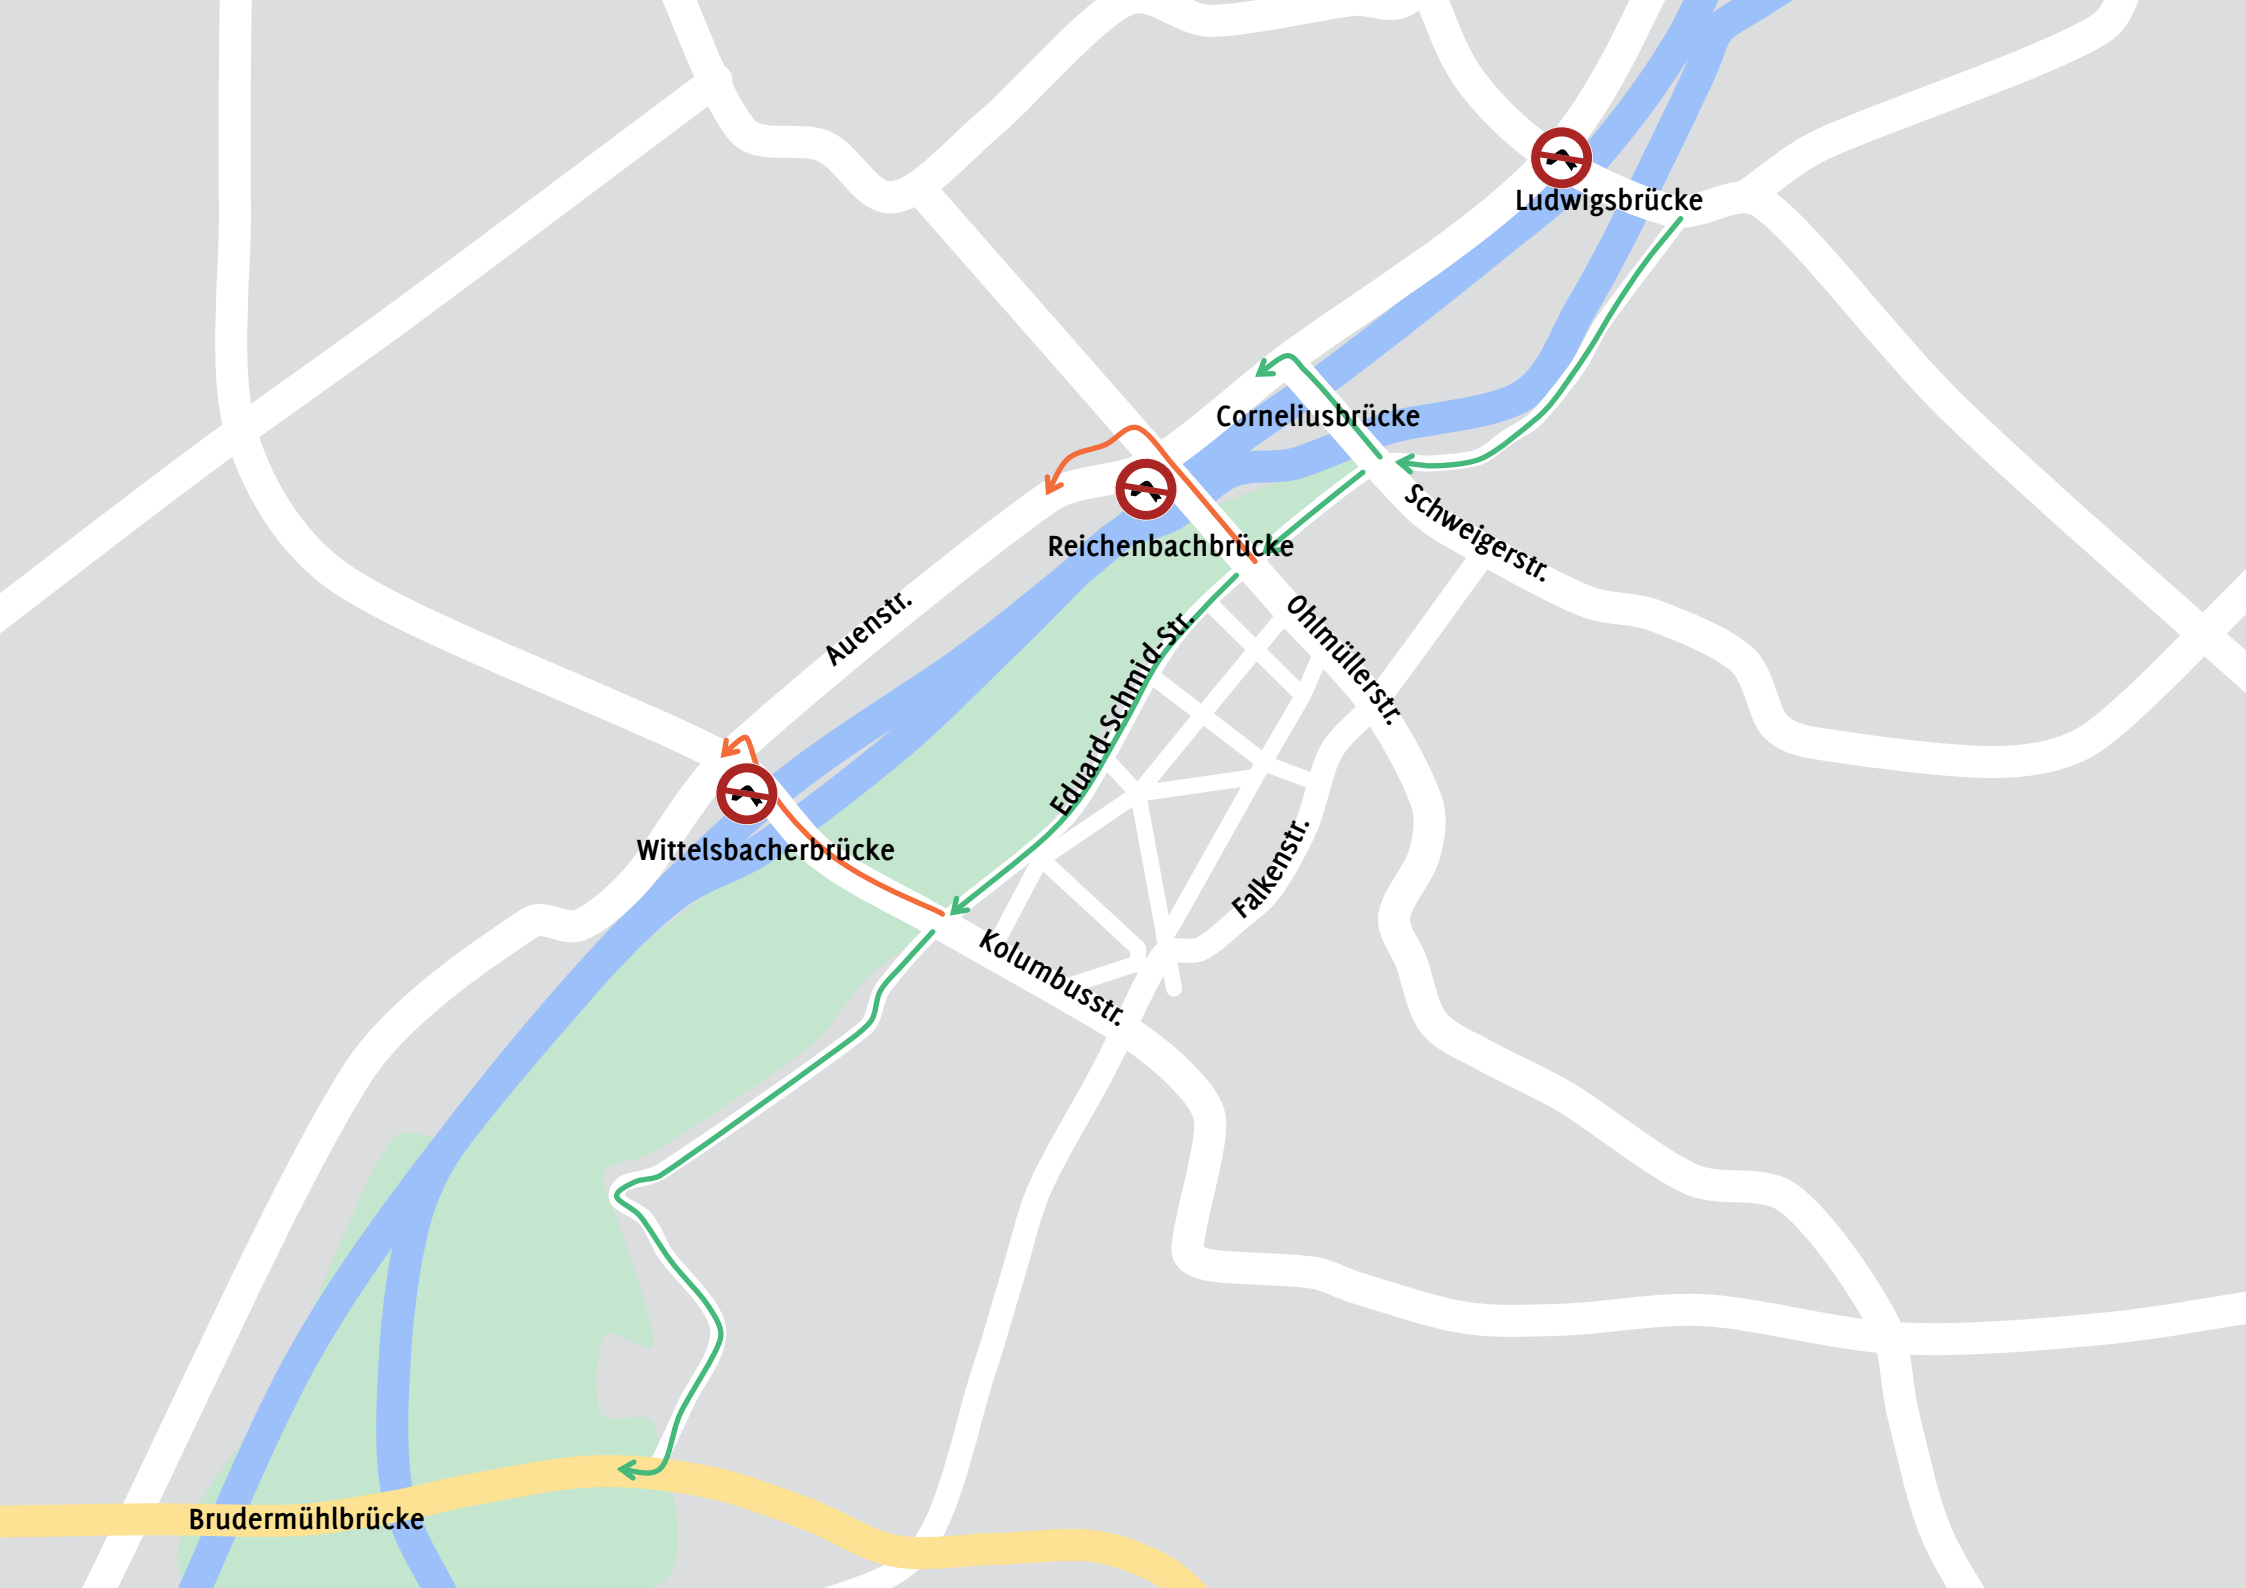 Ludwigsbrücke
Corneliusbrücke
Schweigerstr.
Reichenbachbrücke
Auenstr.
Ohlmüllerstr.
Eduard-Schmid-Str.
Wittelsbacherbrücke
Falkenstr.
Kolumbusstr.
Brudermühlbrücke